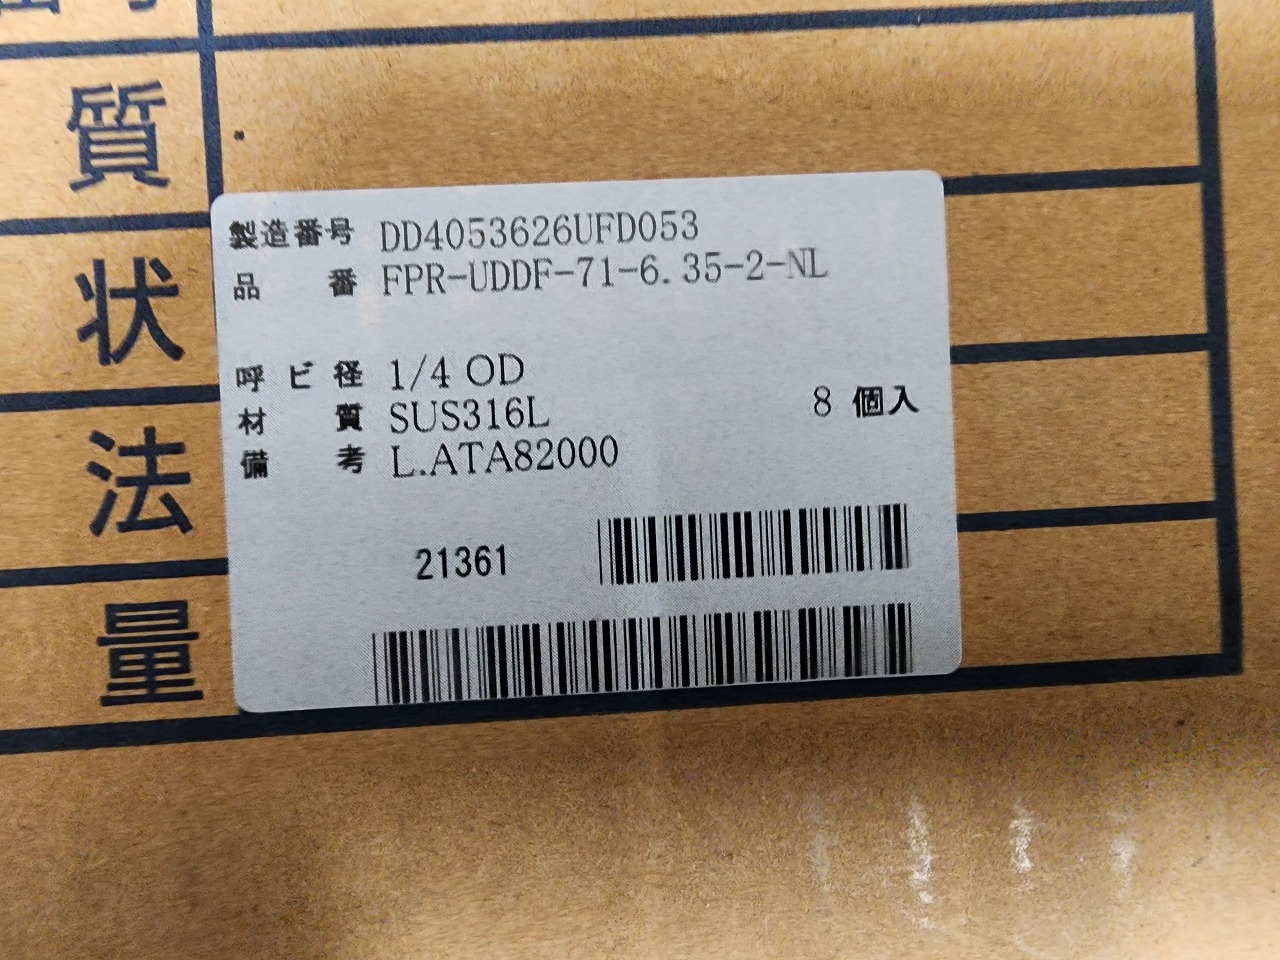 質
状
法
量
製造番号 DD4053626UFD053
品番 FPR-UDDF-71-6.35-2-NL
呼ビ径 1/4 OD
材質 SUS316L
8 個入
備考 L.ATA82000
21361